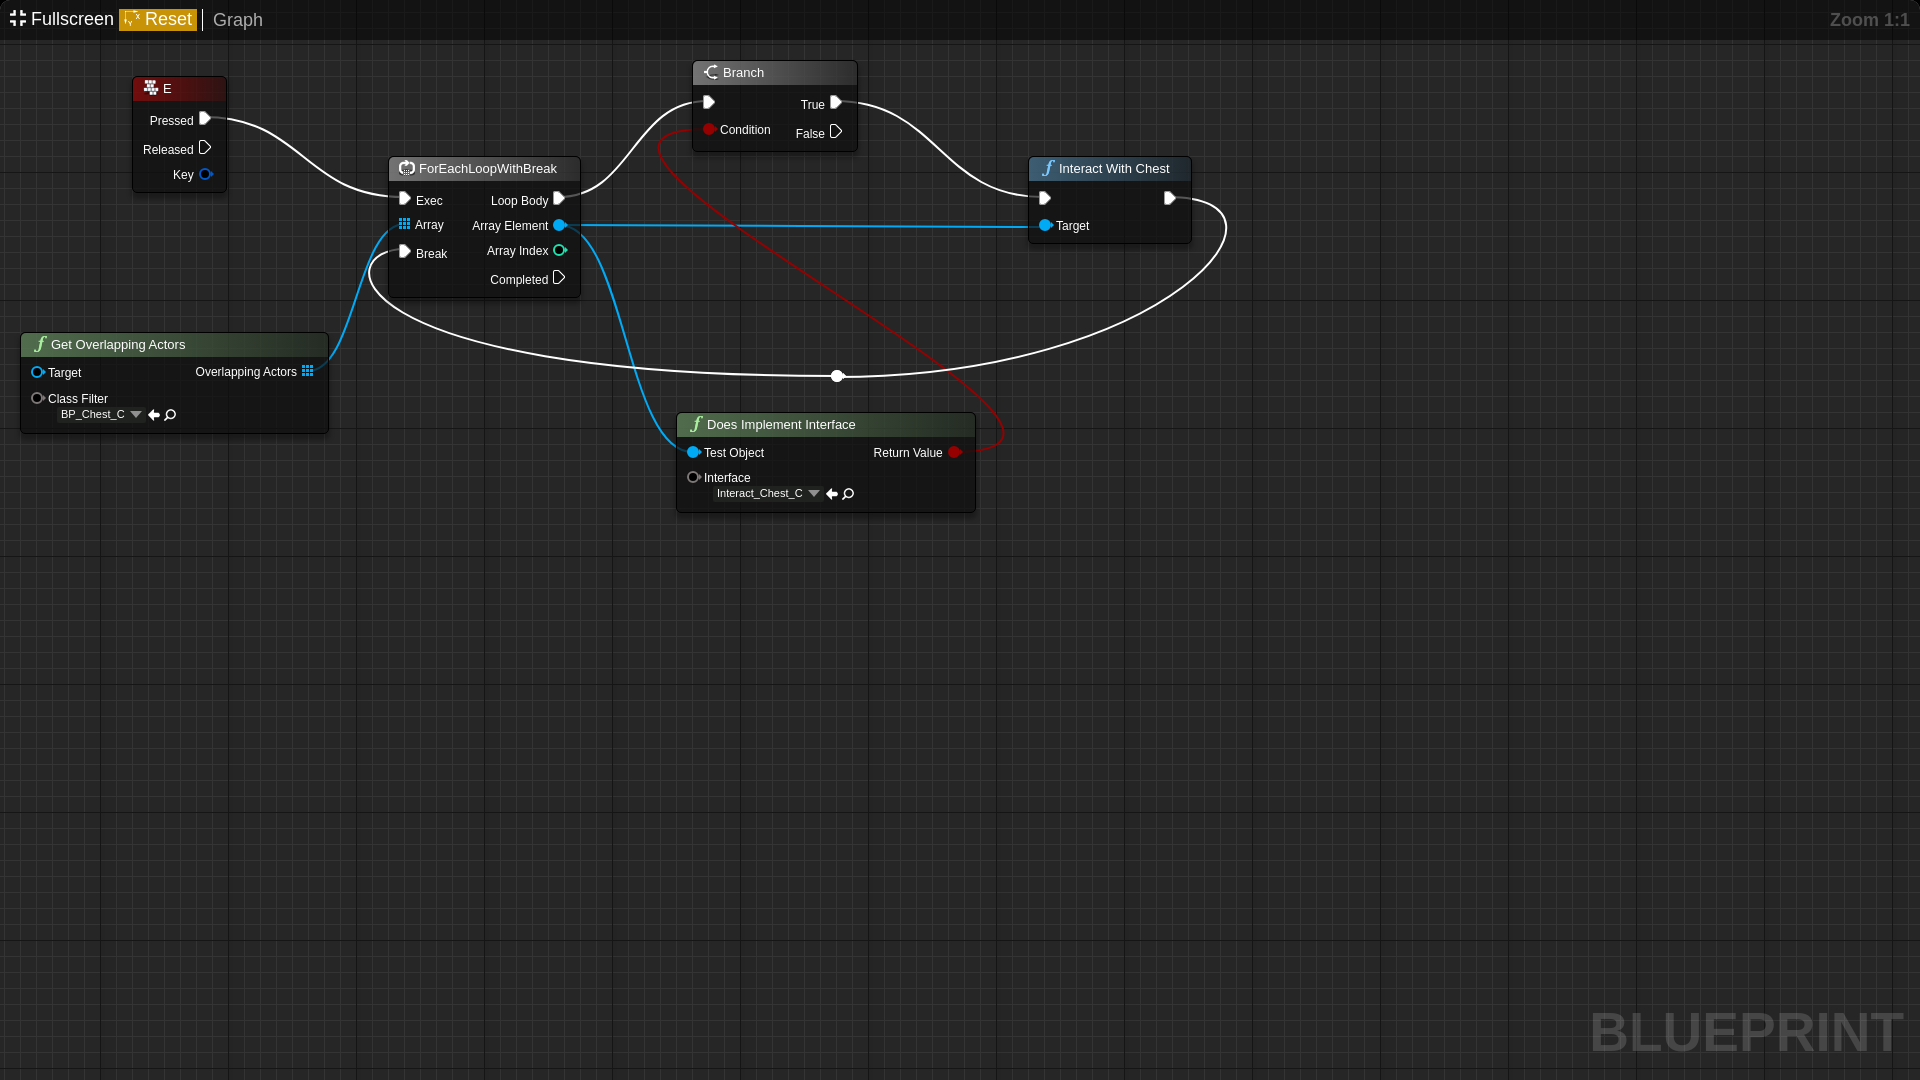 Fullscreen Reset Graph
Zoom 1:1
E
Pressed
Released
Key
ForEachLoopWithBreak
Exec Loop Body
Array Array Element
Array Index
Break
Completed
Branch
True
Condition
False
Interact With Chest
Target
Get Overlapping Actors
Target Overlapping Actors
Class Filter
BP_Chest_C
Does Implement Interface
Test Object Return Value
Interface
Interact_Chest_C
BLUEPRINT